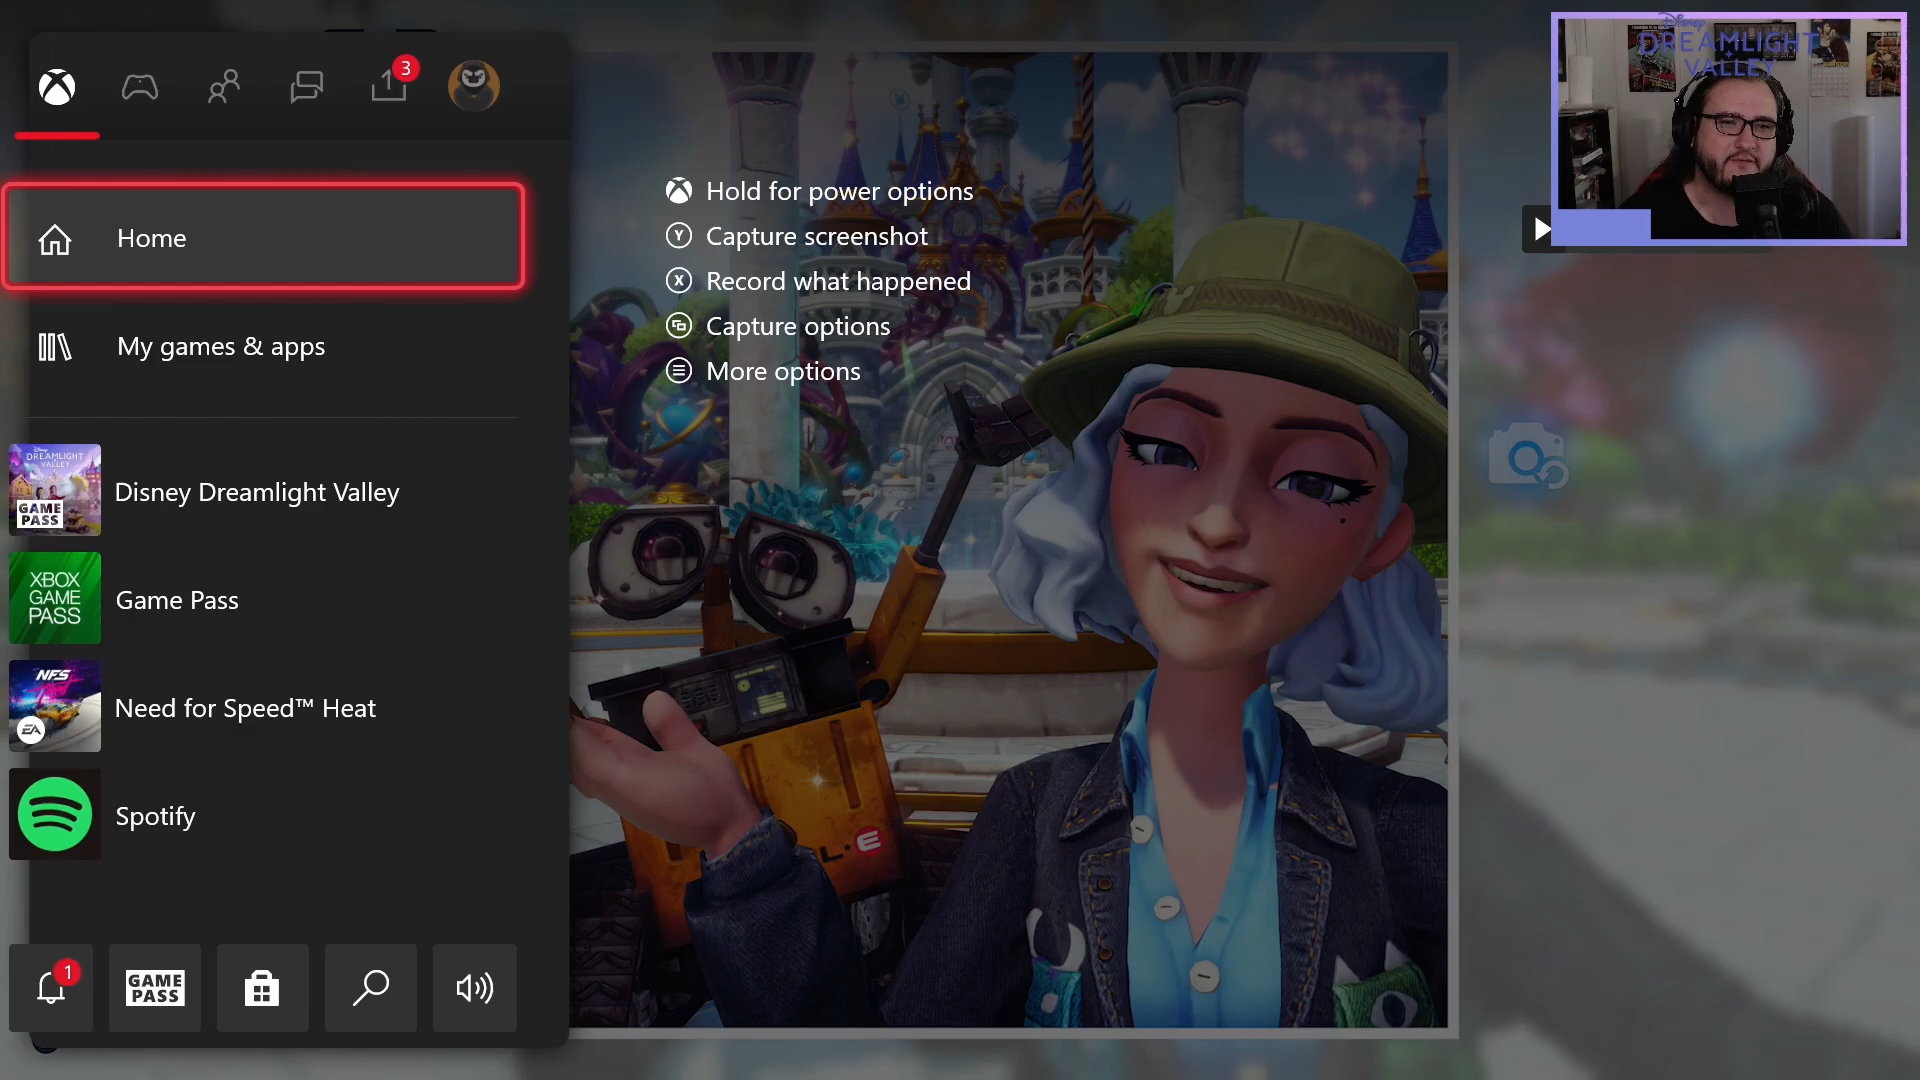 3
Home
My games & apps
DREAMLIGHT
VALLEY
GAME
PASS
Disney Dreamlight Valley
XBOX
GAME
PASS
Game Pass
NFS
EA
Need for Speed™ Heat
Spotify
1
GAME
PASS
Hold for power options
Y Capture screenshot
X Record what happened
Capture options
More options
L·E
Disney
DREAMLIGHT
VALLEY